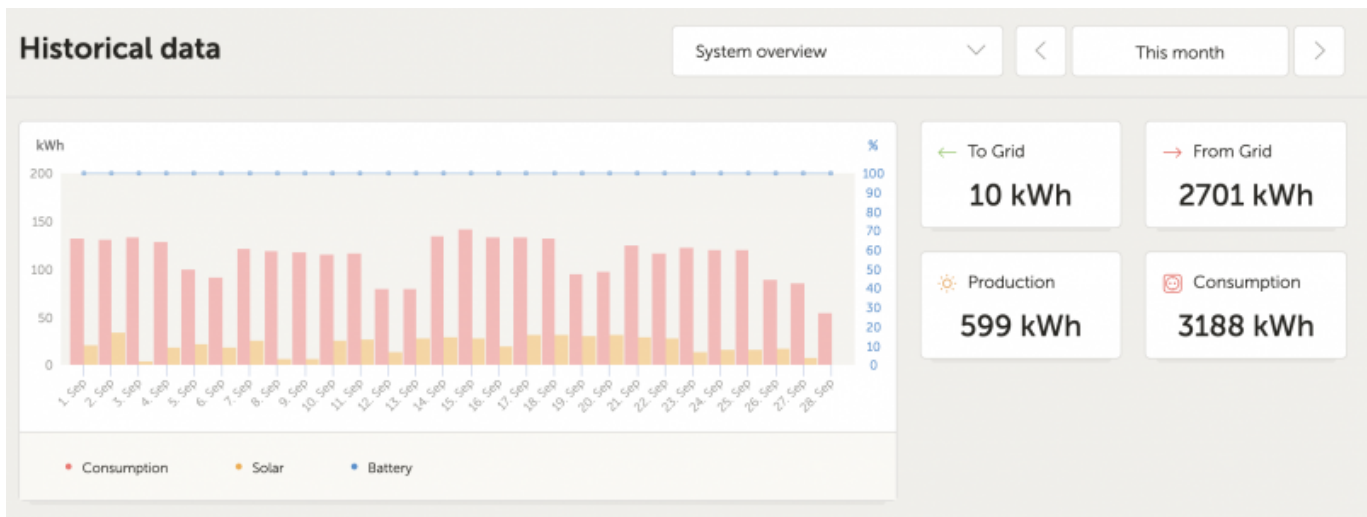 Historical data
System overview
This month
kWh
%
200
150
100
50
0
100
90
80
70
60
50
40
30
20
10
0
1. Sep
2. Sep
3. Sep
4. Sep
5. Sep
6. Sep
7. Sep
8. Sep
9. Sep
10. Sep
11. Sep
12. Sep
13. Sep
14. Sep
15. Sep
16. Sep
17. Sep
18. Sep
19. Sep
20. Sep
21. Sep
22. Sep
23. Sep
24. Sep
25. Sep
26. Sep
27. Sep
28. Sep
Consumption
Solar
Battery
To Grid
10 kWh
From Grid
2701 kWh
Production
599 kWh
Consumption
3188 kWh